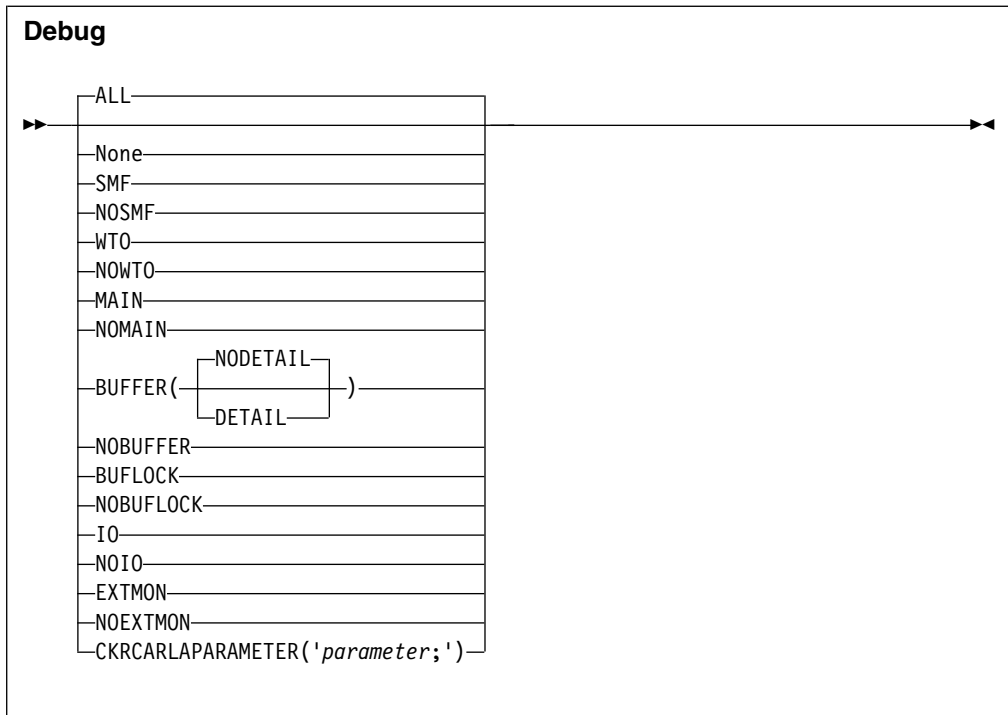 Debug
ALL
None
SMF
NOSMF
WTO
NOWTO
MAIN
NOMAIN
NODETAIL
BUFFER( )
DETAIL
NOBUFFER
BUFLOCK
NOBUFLOCK
IO
NOIO
EXTMON
NOEXTMON
CKRCARLAPARAMETER('parameter;')